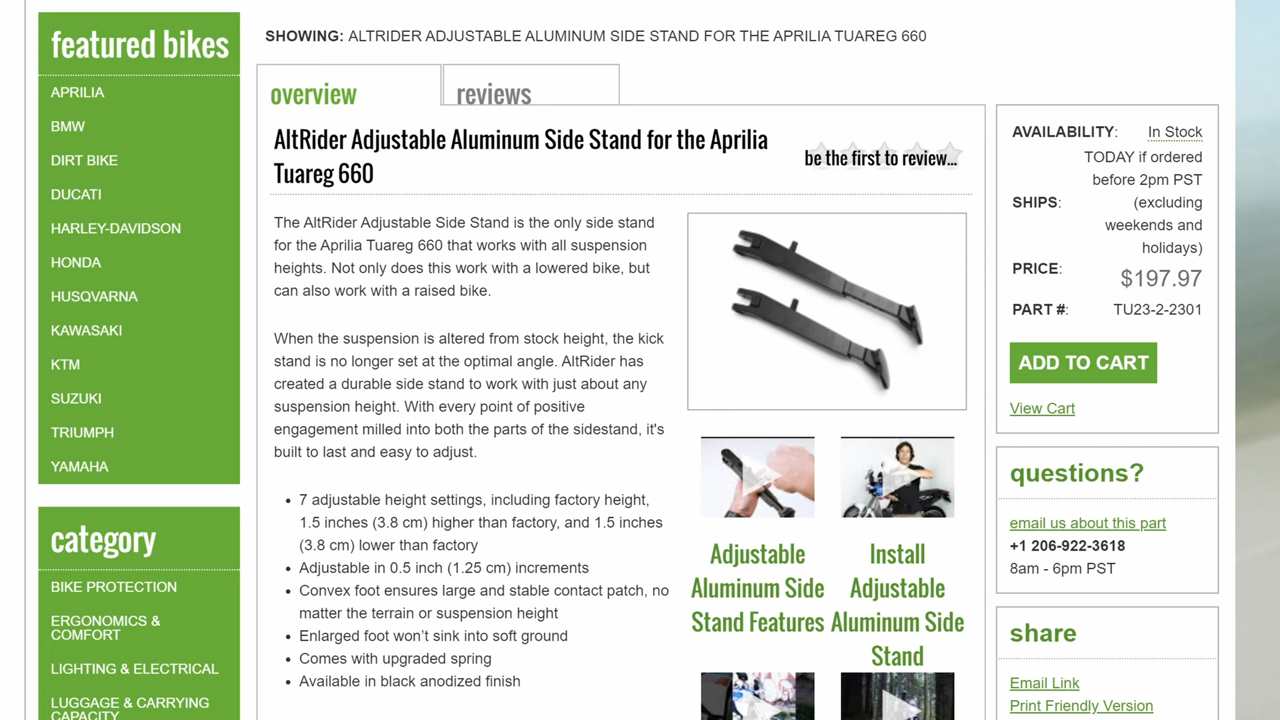 featured bikes
APRILIA
BMW
DIRT BIKE
DUCATI
HARLEY-DAVIDSON
HONDA
HUSQVARNA
KAWASAKI
KTM
SUZUKI
TRIUMPH
YAMAHA
category
BIKE PROTECTION
ERGONOMICS &
COMFORT
LIGHTING & ELECTRICAL
LUGGAGE & CARRYING
CAPACITY
SHOWING: ALTRIDER ADJUSTABLE ALUMINUM SIDE STAND FOR THE APRILIA TUAREG 660
overview
reviews
AltRider Adjustable Aluminum Side Stand for the Aprilia
Tuareg 660
be the first to review...
The AltRider Adjustable Side Stand is the only side stand
for the Aprilia Tuareg 660 that works with all suspension
heights. Not only does this work with a lowered bike, but
can also work with a raised bike.
When the suspension is altered from stock height, the kick
stand is no longer set at the optimal angle. AltRider has
created a durable side stand to work with just about any
suspension height. With every point of positive
engagement milled into both the parts of the sidestand, it's
built to last and easy to adjust.
• 7 adjustable height settings, including factory height,
1.5 inches (3.8 cm) higher than factory, and 1.5 inches
(3.8 cm) lower than factory
• Adjustable in 0.5 inch (1.25 cm) increments
• Convex foot ensures large and stable contact patch, no
matter the terrain or suspension height
• Enlarged foot won’t sink into soft ground
• Comes with upgraded spring
• Available in black anodized finish
Adjustable
Aluminum Side
Stand Features
Install
Adjustable
Aluminum Side
Stand
AVAILABILITY: In Stock
SHIPS: TODAY if ordered
before 2pm PST
(excluding
weekends and
holidays)
PRICE: $197.97
PART #: TU23-2-2301
ADD TO CART
View Cart
questions?
email us about this part
+1 206-922-3618
8am - 6pm PST
share
Email Link
Print Friendly Version